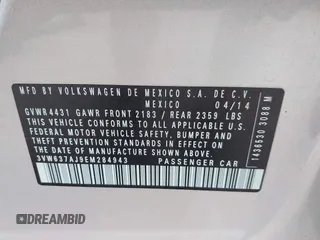 MFD BY VOLKSWAGEN DE MEXICO S.A. DE C.V.
MEXICO 04/14
GVWR4431 GAWR FRONT 2183 / REAR 2359 LBS
THIS VEHICLE CONFORMS TO ALL APPLICABLE U.S.
FEDERAL MOTOR VEHICLE SAFETY, BUMPER AND
THEFT PREVENTION STANDARDS IN EFFECT ON
THE DATE OF MANUFACTURE SHOWN ABOVE
3VW637AJ9EM284943 PASSENGER CAR
1436530 3088 M
DREAMBID